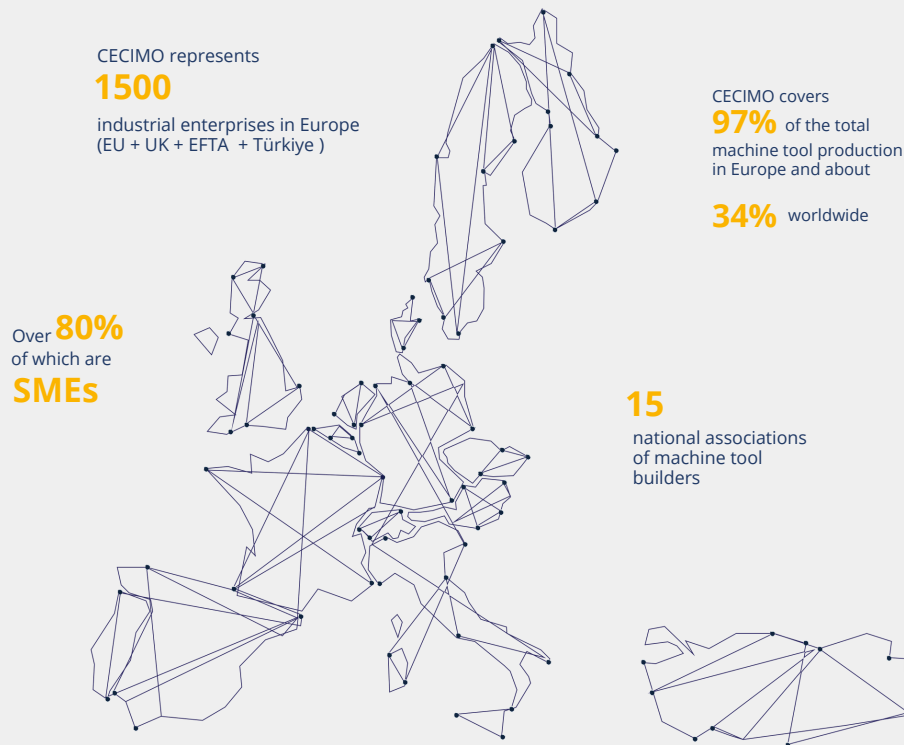 CECIMO represents
1500
industrial enterprises in Europe
(EU + UK + EFTA + Türkiye )
CECIMO covers
97% of the total
machine tool production
in Europe and about
34% worldwide
Over 80%
of which are
SMEs
15
national associations
of machine tool
builders